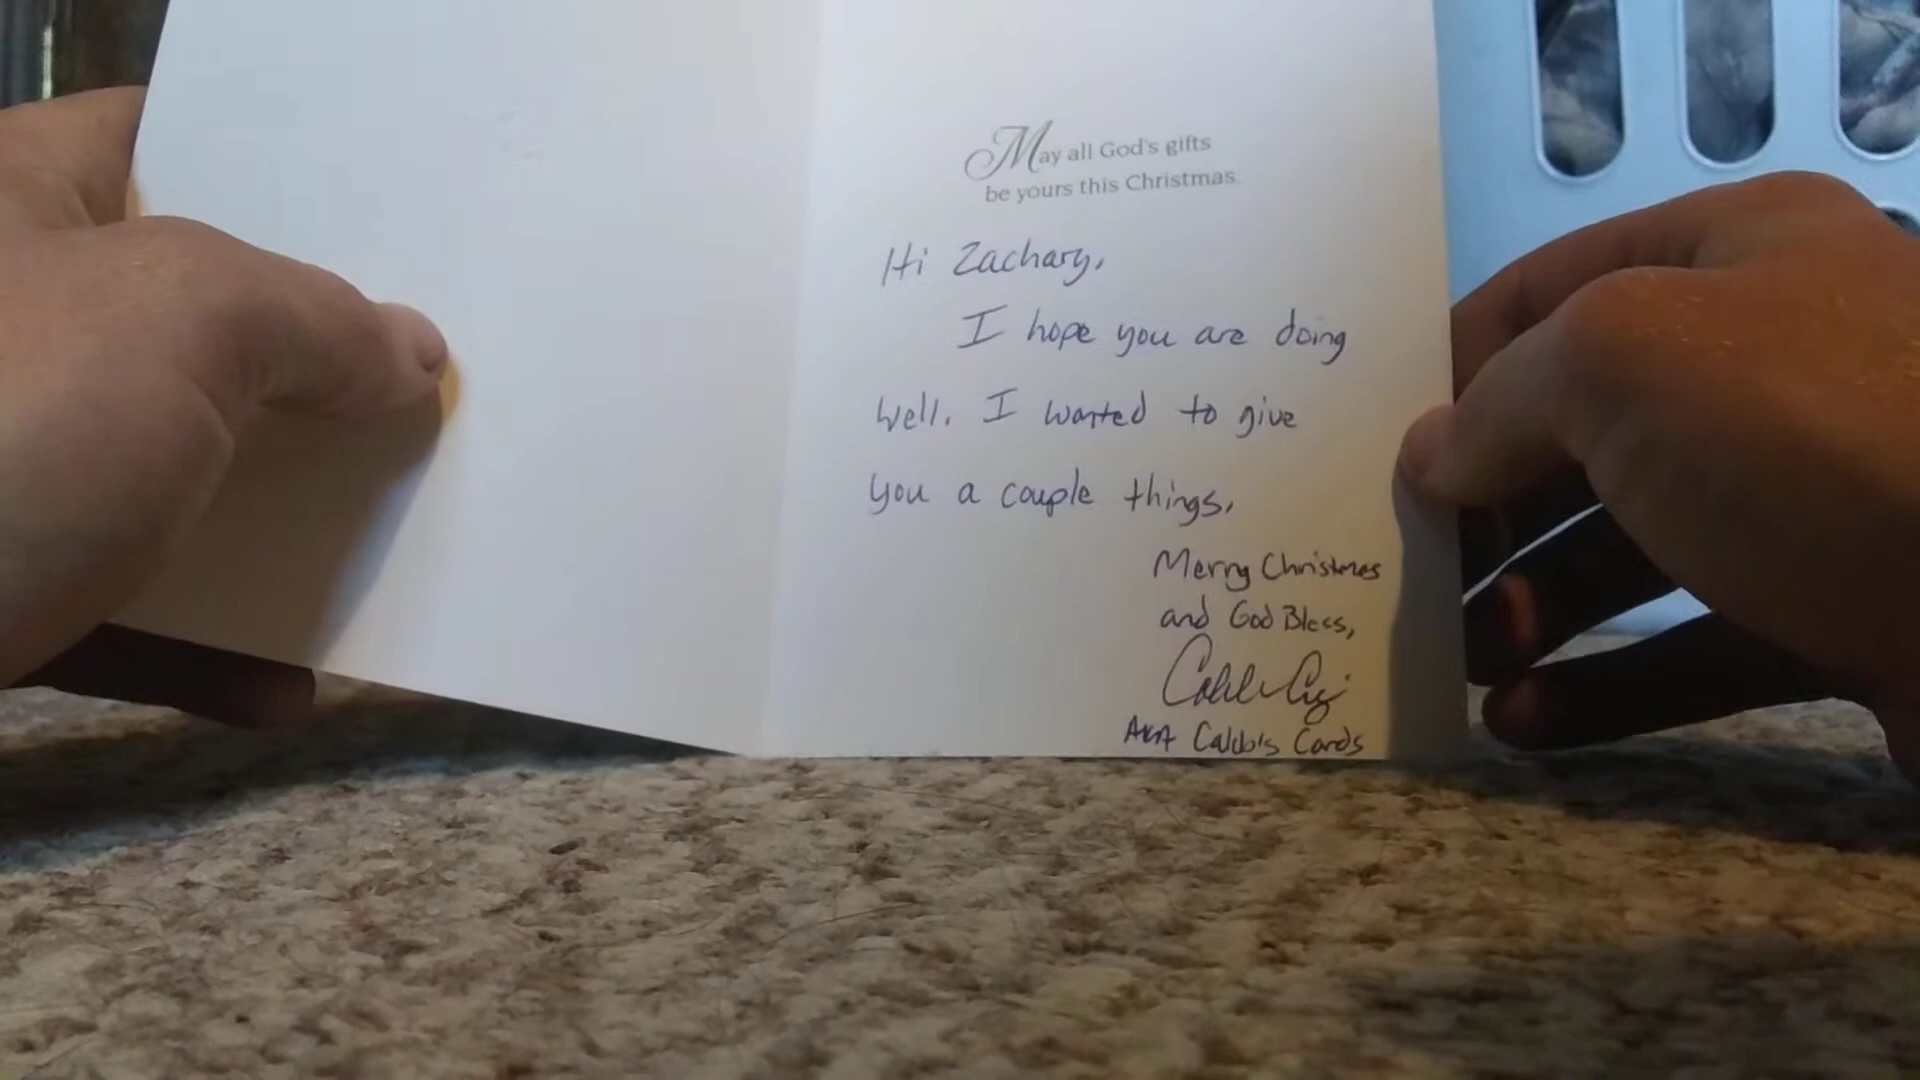 May all God's gifts
be yours this Christmas.
Hi Zachary,
I hope you are doing
well. I wanted to give
you a couple things.
Merry Christmas
and God Bless,
Caleb
AKA Caleb's Cards